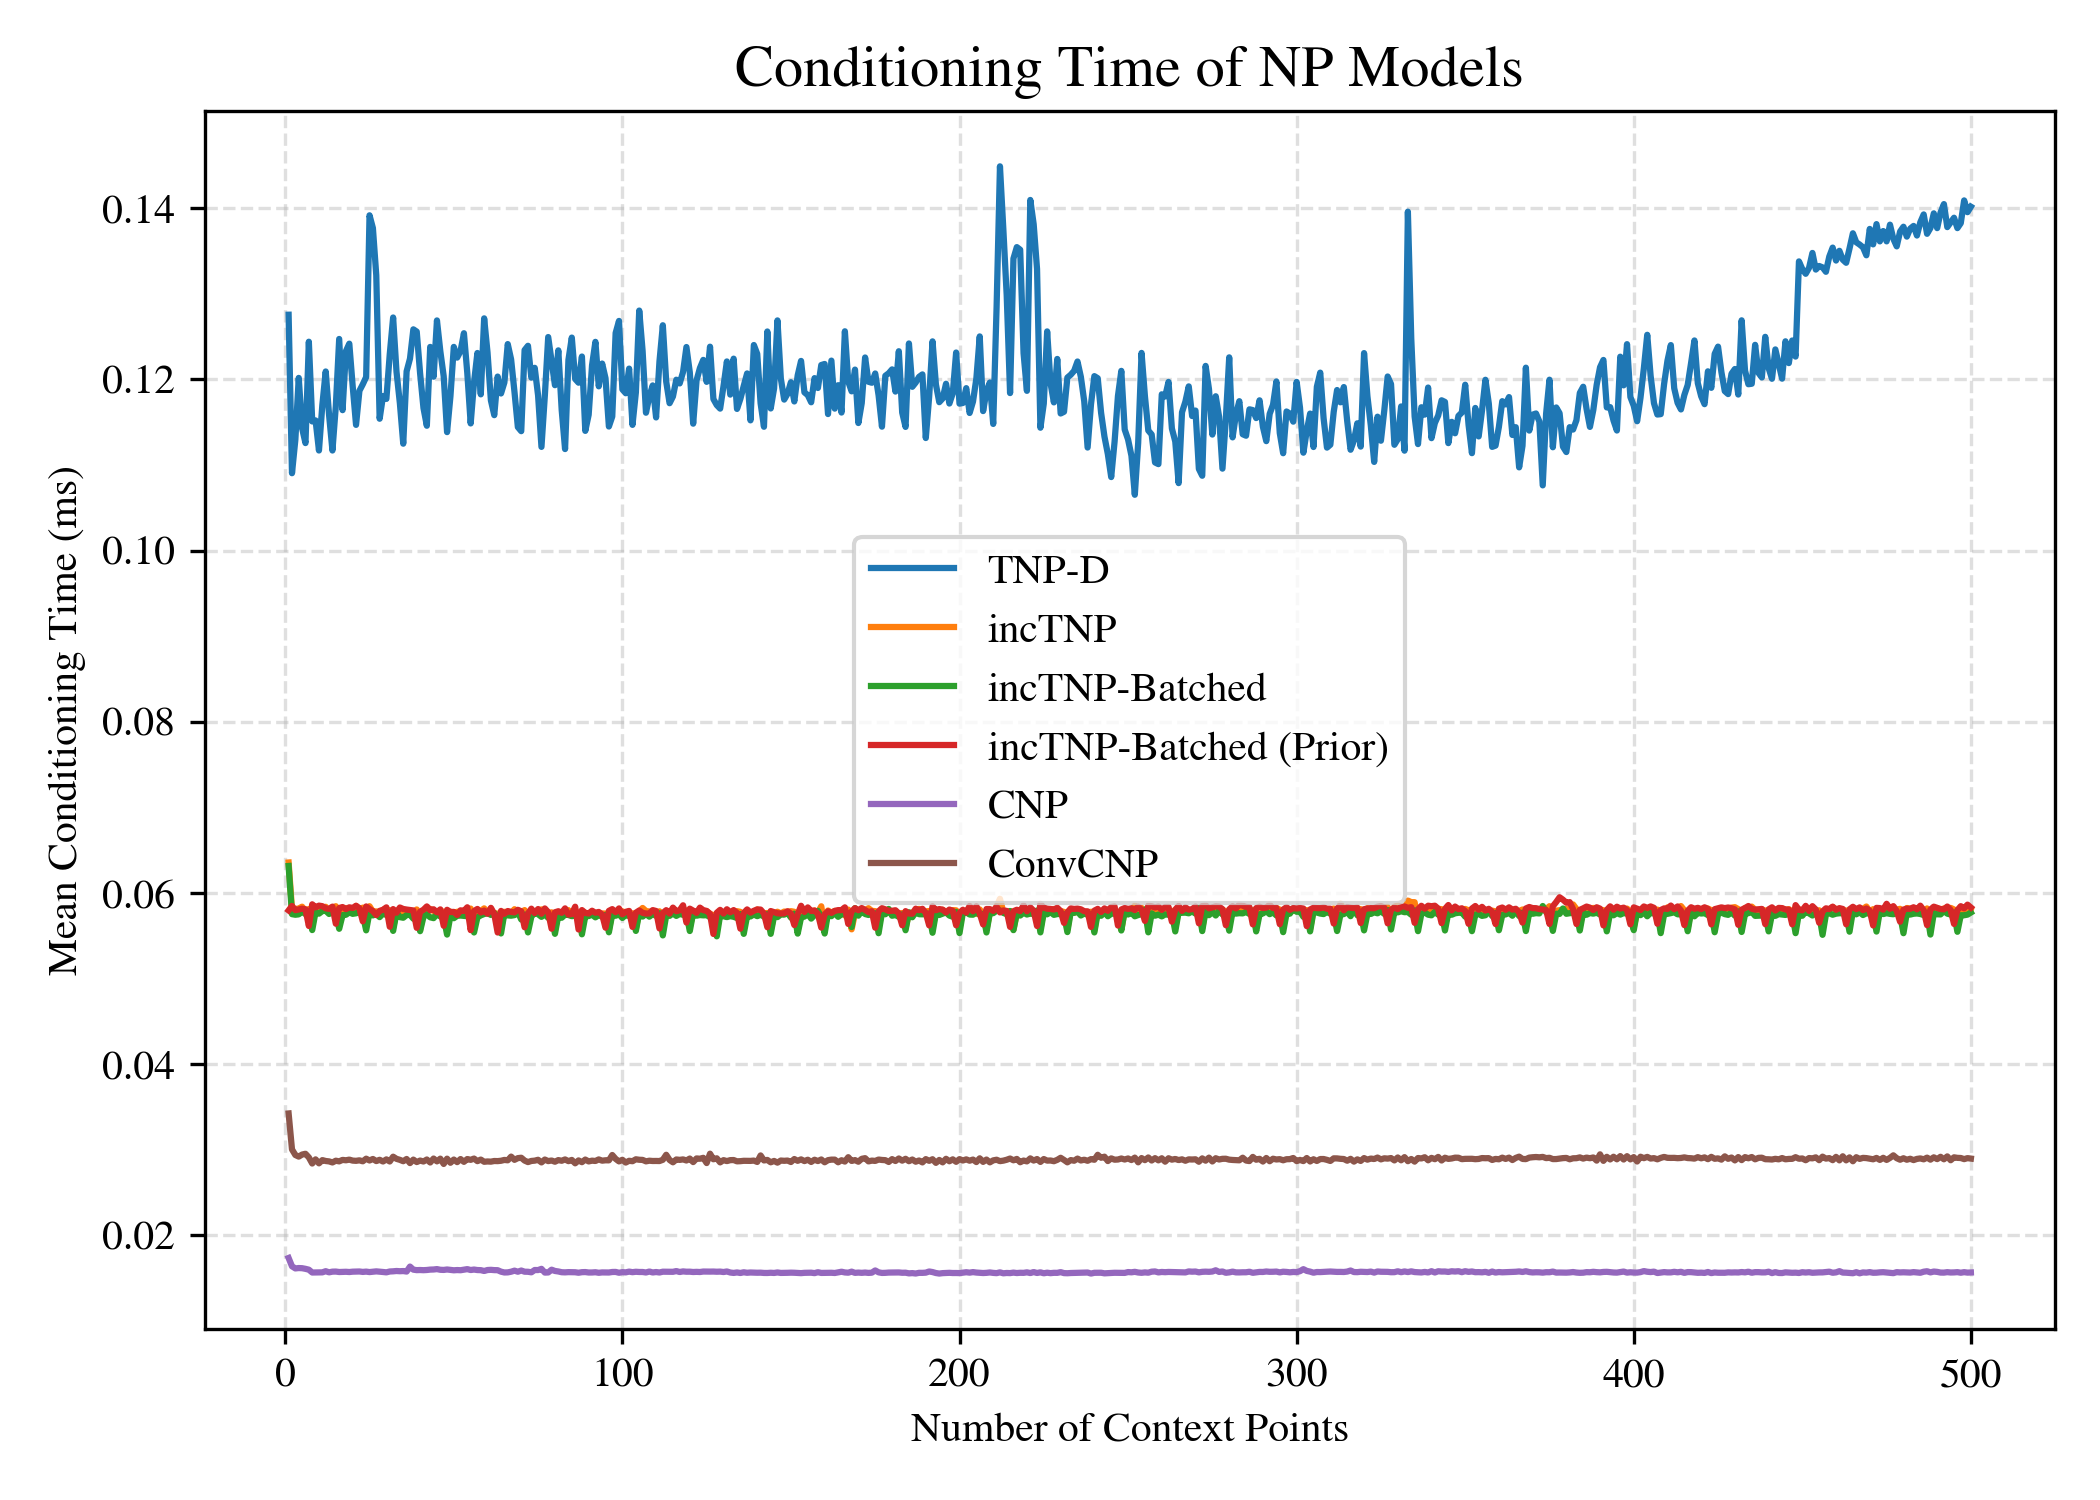 Conditioning Time of NP Models
Mean Conditioning Time (ms)
0.14
0.12
0.10
0.08
0.06
0.04
0.02
TNP-D
incTNP
incTNP-Batched
incTNP-Batched (Prior)
CNP
ConvCNP
0 100 200 300 400 500
Number of Context Points